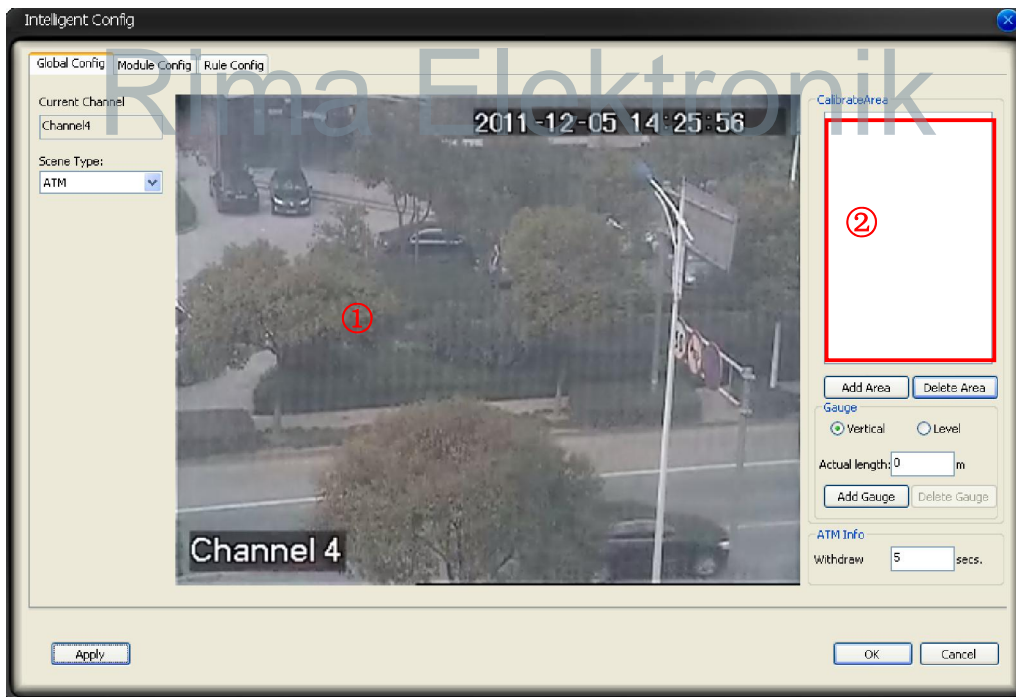 Intelligent Config
Global Config Module Config Rule Config
Rima Elektronik
Current Channel
Channel4
Scene Type:
ATM
2011-12-05 14:25:56
①
Channel 4
CalibrateArea
②
Add Area Delete Area
Gauge
Vertical Level
Actual length: 0 m
Add Gauge Delete Gauge
ATM Info
Withdraw 5 secs.
Apply OK Cancel